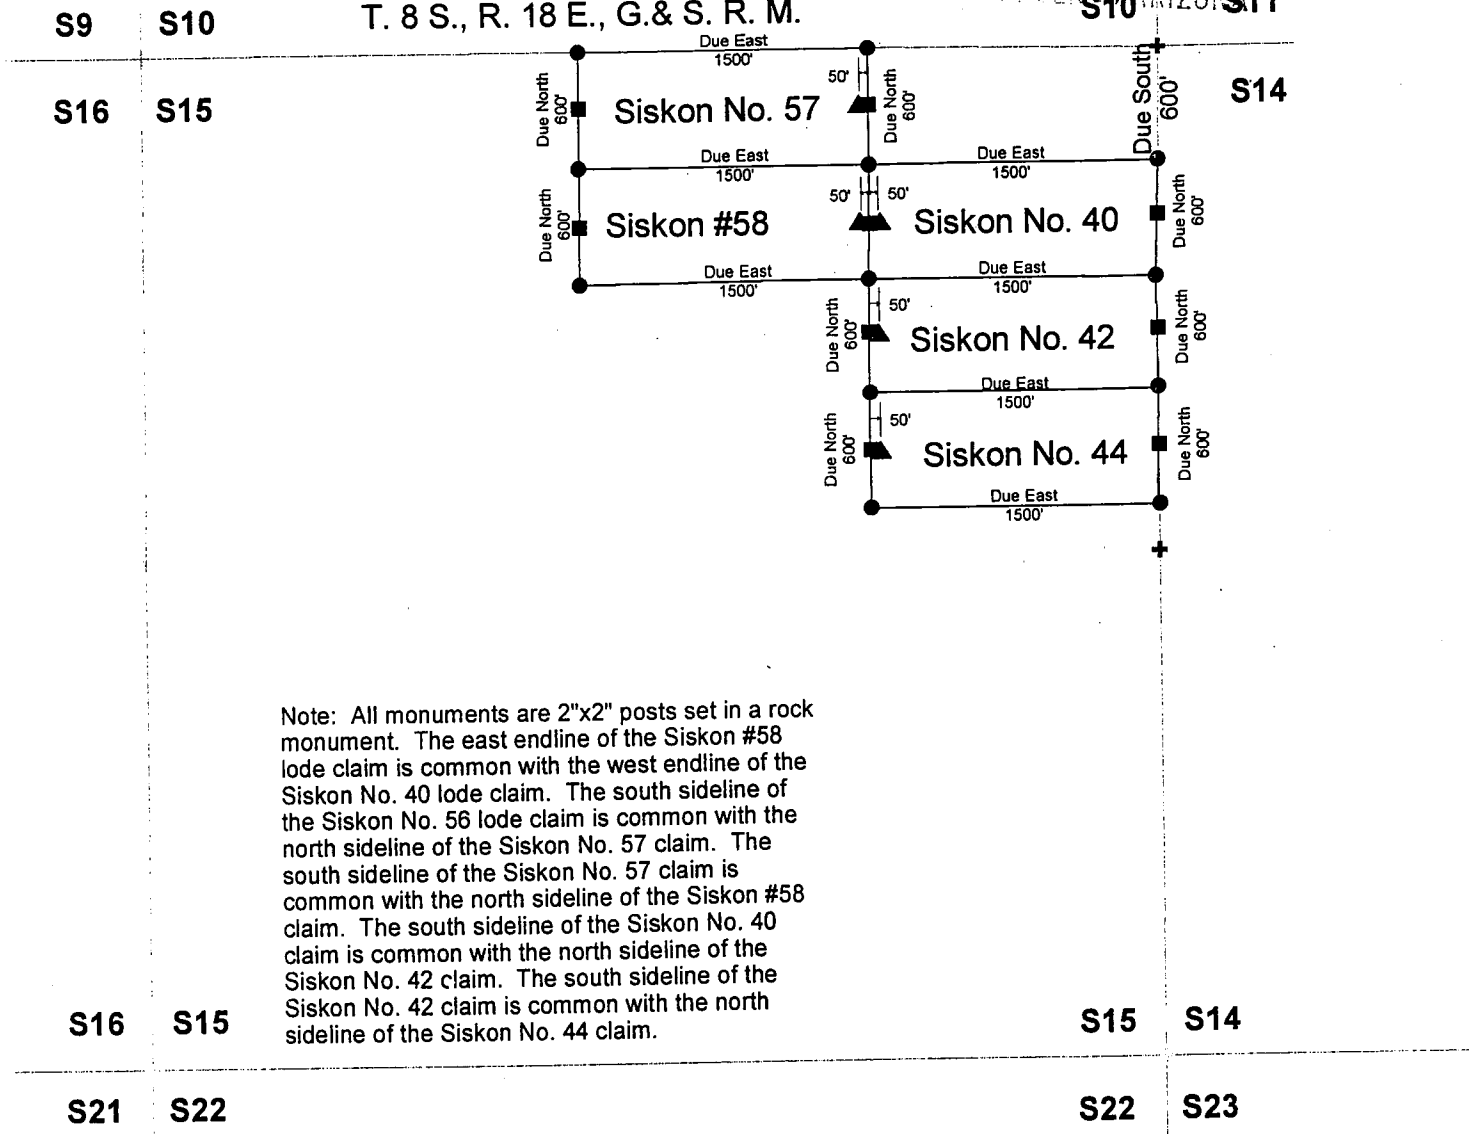 T. 8 S., R. 18 E., G.& S. R. M.
S9 S10
S10 S11
S16 S15
S14
Due East
1500'
Due North
600'
50'
Siskon No. 57
Due North
600'
Due South
600'
Due East
1500'
Due East
1500'
Due North
600'
Siskon #58
50' 50'
Siskon No. 40
Due North
600'
Due East
1500'
Due East
1500'
50'
Due North
600'
Siskon No. 42
Due North
600'
Due East
1500'
50'
Due North
600'
Siskon No. 44
Due North
600'
Due East
1500'
Note: All monuments are 2"x2" posts set in a rock
monument. The east endline of the Siskon #58
lode claim is common with the west endline of the
Siskon No. 40 lode claim. The south sideline of
the Siskon No. 56 lode claim is common with the
north sideline of the Siskon No. 57 claim. The
south sideline of the Siskon No. 57 claim is
common with the north sideline of the Siskon #58
claim. The south sideline of the Siskon No. 40
claim is common with the north sideline of the
Siskon No. 42 claim. The south sideline of the
Siskon No. 42 claim is common with the north
sideline of the Siskon No. 44 claim.
S16 S15
S15 S14
S21 S22
S22 S23